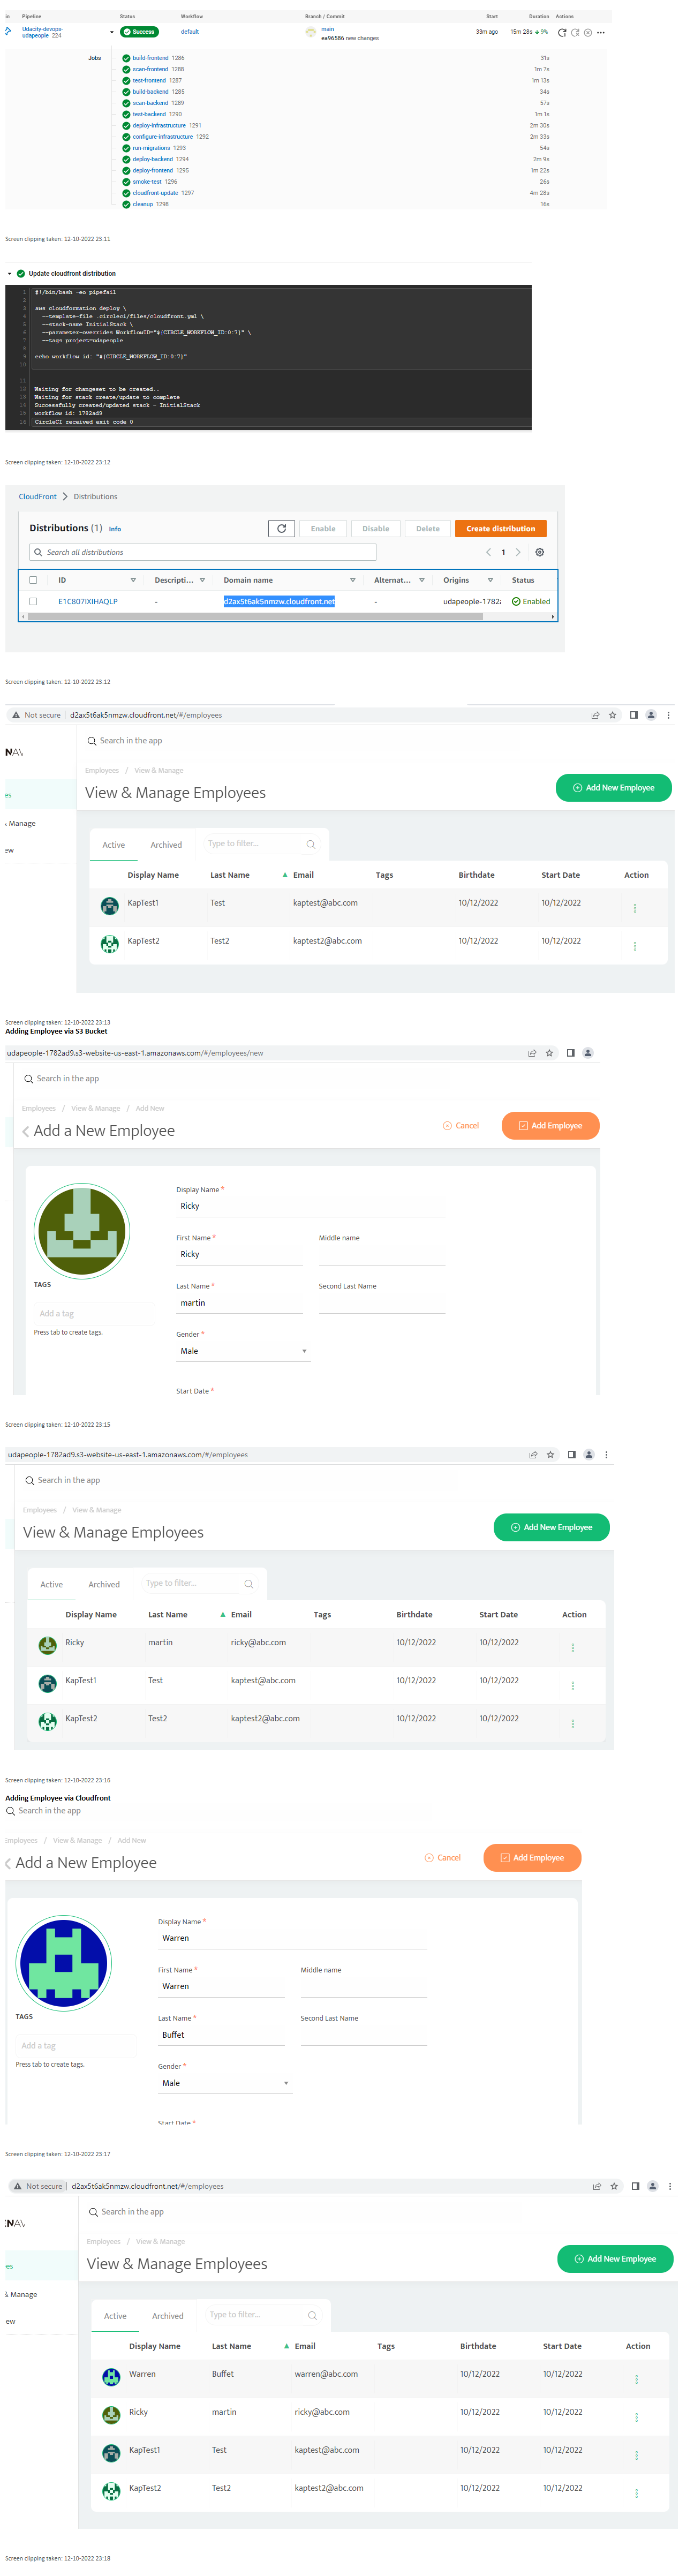 Pipeline Status Workflow Branch / Commit Start Duration Actions
Udacity-devops-udapeople 224 Success default main 33m ago 15m 28s 9%
ea96586 new changes
Jobs
build-frontend 1286 31s
scan-frontend 1288 1m 7s
test-frontend 1287 1m 13s
build-backend 1285 34s
scan-backend 1289 57s
test-backend 1290 1m 1s
deploy-infrastructure 1291 2m 30s
configure-infrastructure 1292 2m 33s
run-migrations 1293 54s
deploy-backend 1294 2m 9s
deploy-frontend 1295 1m 22s
smoke-test 1296 26s
cloudfront-update 1297 4m 28s
cleanup 1298 16s
Screen clipping taken: 12-10-2022 23:11
Update cloudfront distribution
1 #!/bin/bash -eo pipefail
2
3 aws cloudformation deploy \
4 --template-file .circleci/files/cloudfront.yml \
5 --stack-name InitialStack \
6 --parameter-overrides WorkflowID="${CIRCLE_WORKFLOW_ID:0:7}" \
7 --tags project=udapeople
8
9 echo workflow id: "${CIRCLE_WORKFLOW_ID:0:7}"
10
11
12 Waiting for changeset to be created..
13 Waiting for stack create/update to complete
14 Successfully created/updated stack - InitialStack
15 workflow id: 1782ad9
16 CircleCI received exit code 0
Screen clipping taken: 12-10-2022 23:12
CloudFront > Distributions
Distributions (1) Info Enable Disable Delete Create distribution
Search all distributions 1
ID Descripti... Domain name Alternat... Origins Status
E1C807IXIHAQLP - d2ax5t6ak5nmzw.cloudfront.net - udapeople-1782a Enabled
Screen clipping taken: 12-10-2022 23:12
Not secure | d2ax5t6ak5nmzw.cloudfront.net/#/employees
Search in the app
Employees / View & Manage
View & Manage Employees
Add New Employee
es
& Manage
ew
Active Archived Type to filter...
Display Name Last Name Email Tags Birthdate Start Date Action
KapTest1 Test kaptest@abc.com 10/12/2022 10/12/2022
KapTest2 Test2 kaptest2@abc.com 10/12/2022 10/12/2022
Screen clipping taken: 12-10-2022 23:13
Adding Employee via S3 Bucket
udapeople-1782ad9.s3-website-us-east-1.amazonaws.com/#/employees/new
Search in the app
Employees / View & Manage / Add New
Add a New Employee Cancel Add Employee
Display Name *
Ricky
First Name * Middle name
Ricky
TAGS
Last Name * Second Last Name
martin
Add a tag
Press tab to create tags.
Gender *
Male
Start Date *
Screen clipping taken: 12-10-2022 23:15
udapeople-1782ad9.s3-website-us-east-1.amazonaws.com/#/employees
Search in the app
Employees / View & Manage
View & Manage Employees
Add New Employee
Active Archived Type to filter...
Display Name Last Name Email Tags Birthdate Start Date Action
Ricky martin ricky@abc.com 10/12/2022 10/12/2022
KapTest1 Test kaptest@abc.com 10/12/2022 10/12/2022
KapTest2 Test2 kaptest2@abc.com 10/12/2022 10/12/2022
Screen clipping taken: 12-10-2022 23:16
Adding Employee via Cloudfront
Search in the app
Employees / View & Manage / Add New
Add a New Employee Cancel Add Employee
Display Name *
Warren
First Name * Middle name
Warren
TAGS
Last Name * Second Last Name
Buffet
Add a tag
Press tab to create tags.
Gender *
Male
Start Date *
Screen clipping taken: 12-10-2022 23:17
Not secure | d2ax5t6ak5nmzw.cloudfront.net/#/employees
Search in the app
Employees / View & Manage
View & Manage Employees
Add New Employee
es
& Manage
ew
Active Archived Type to filter...
Display Name Last Name Email Tags Birthdate Start Date Action
Warren Buffet warren@abc.com 10/12/2022 10/12/2022
Ricky martin ricky@abc.com 10/12/2022 10/12/2022
KapTest1 Test kaptest@abc.com 10/12/2022 10/12/2022
KapTest2 Test2 kaptest2@abc.com 10/12/2022 10/12/2022
Screen clipping taken: 12-10-2022 23:18